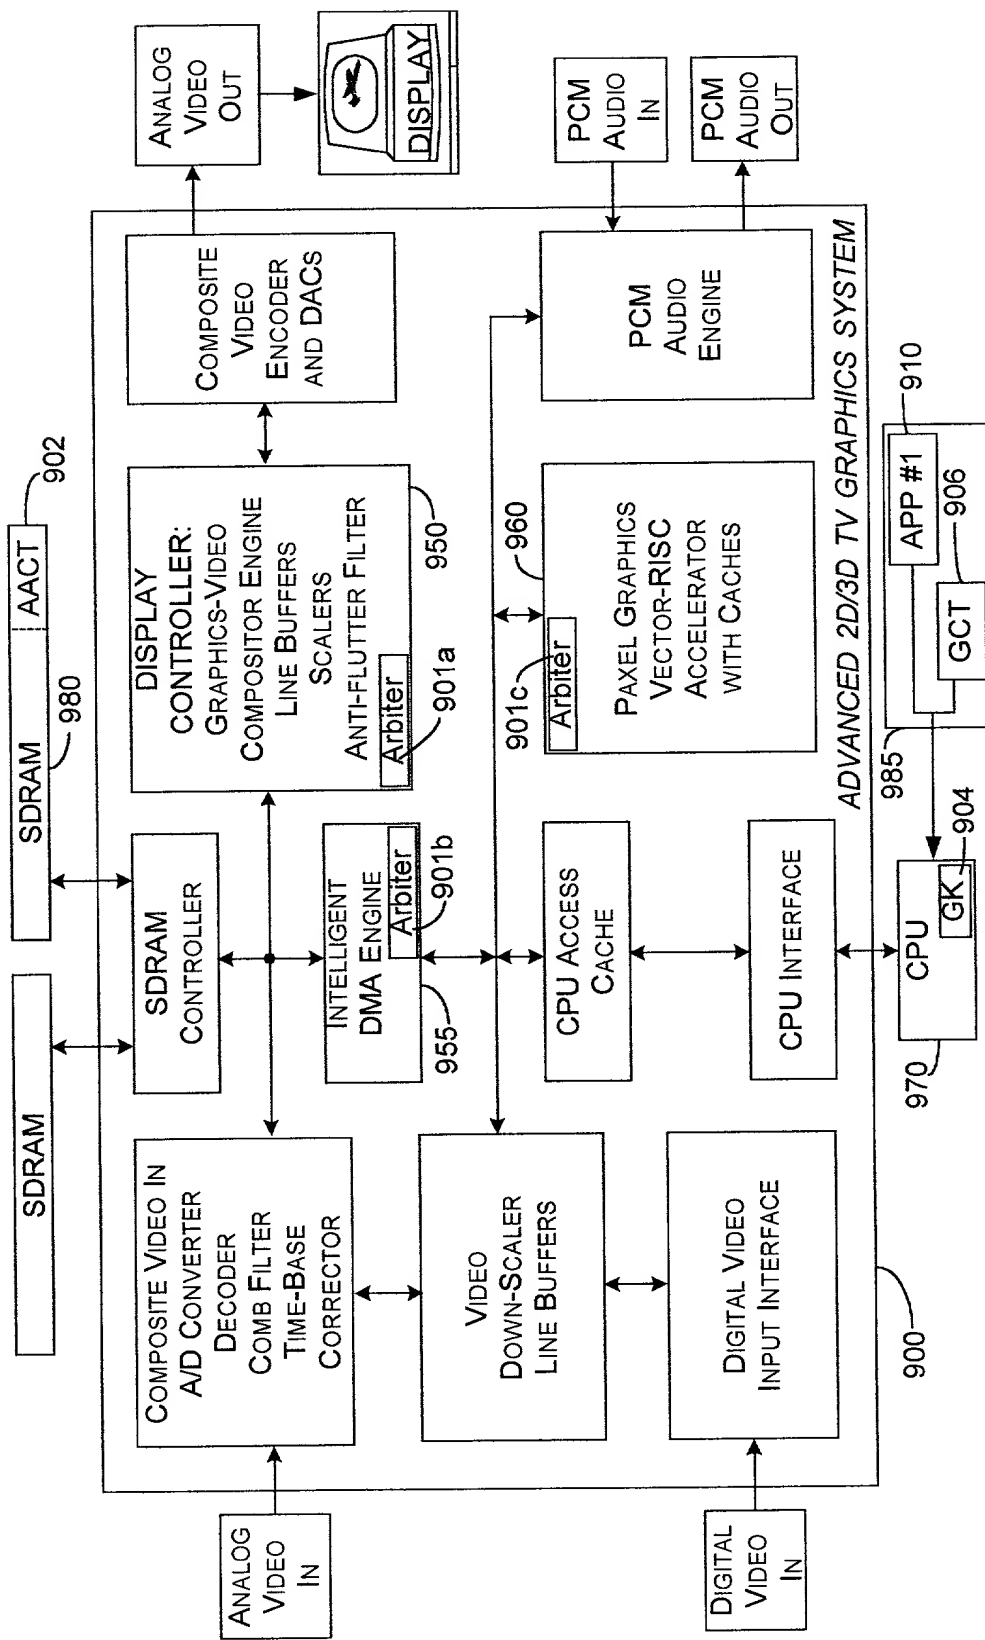 SDRAM
SDRAM
AACT
902
980
ANALOG
VIDEO
IN
COMPOSITE VIDEO IN
A/D CONVERTER
DECODER
COMB FILTER
TIME-BASE
CORRECTOR
SDRAM
CONTROLLER
DISPLAY
CONTROLLER:
GRAPHICS-VIDEO
COMPOSITOR ENGINE
LINE BUFFERS
SCALERS
ANTI-FLUTTER FILTER
Arbiter
950
901a
COMPOSITE
VIDEO
ENCODER
AND DACS
ANALOG
VIDEO
OUT
DISPLAY
INTELLIGENT
DMA ENGINE
Arbiter
901b
955
VIDEO
DOWN-SCALER
LINE BUFFERS
CPU ACCESS
CACHE
960
901c
Arbiter
PAXEL GRAPHICS
VECTOR-RISC
ACCELERATOR
WITH CACHES
PCM
AUDIO
ENGINE
PCM
AUDIO
IN
PCM
AUDIO
OUT
DIGITAL
VIDEO
IN
DIGITAL VIDEO
INPUT INTERFACE
CPU INTERFACE
ADVANCED 2D/3D TV GRAPHICS SYSTEM
900
CPU
GK
904
970
985
APP #1
910
GCT
906